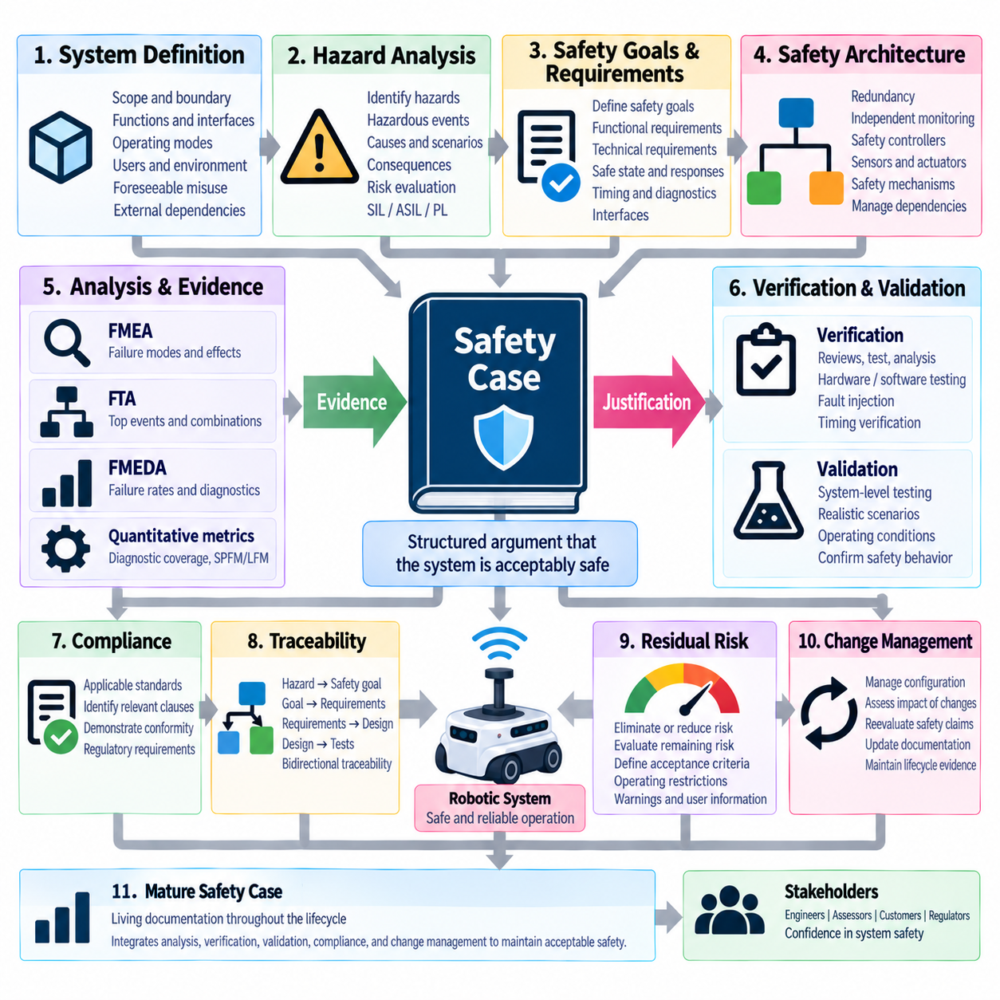 1. System Definition
Scope and boundary
Functions and interfaces
Operating modes
Users and environment
Foreseeable misuse
External dependencies
2. Hazard Analysis
Identify hazards
Hazardous events
Causes and scenarios
Consequences
Risk evaluation
SIL / ASIL / PL
3. Safety Goals &
Requirements
Define safety goals
Functional requirements
Technical requirements
Safe state and responses
Timing and diagnostics
Interfaces
4. Safety Architecture
Redundancy
Independent monitoring
Safety controllers
Sensors and actuators
Safety mechanisms
Manage dependencies
5. Analysis & Evidence
FMEA
Failure modes and effects
FTA
Top events and combinations
FMEDA
Failure rates and diagnostics
Quantitative metrics
Diagnostic coverage, SPFM/LFM
Evidence
Safety
Case
Justification
Structured argument that
the system is acceptably safe
6. Verification & Validation
Verification
Reviews, test, analysis
Hardware / software testing
Fault injection
Timing verification
Validation
System-level testing
Realistic scenarios
Operating conditions
Confirm safety behavior
7. Compliance
Applicable standards
Identify relevant clauses
Demonstrate conformity
Regulatory requirements
8. Traceability
Hazard → Safety goal
Goal → Requirements
Requirements → Design
Design → Tests
Bidirectional traceability
Robotic System
Safe and reliable operation
9. Residual Risk
Eliminate or reduce risk
Evaluate remaining risk
Define acceptance criteria
Operating restrictions
Warnings and user information
10. Change Management
Manage configuration
Assess impact of changes
Reevaluate safety claims
Update documentation
Maintain lifecycle evidence
11. Mature Safety Case
Living documentation throughout the lifecycle
Integrates analysis, verification, validation, compliance, and change management to maintain acceptable safety.
Stakeholders
Engineers | Assessors | Customers | Regulators
Confidence in system safety